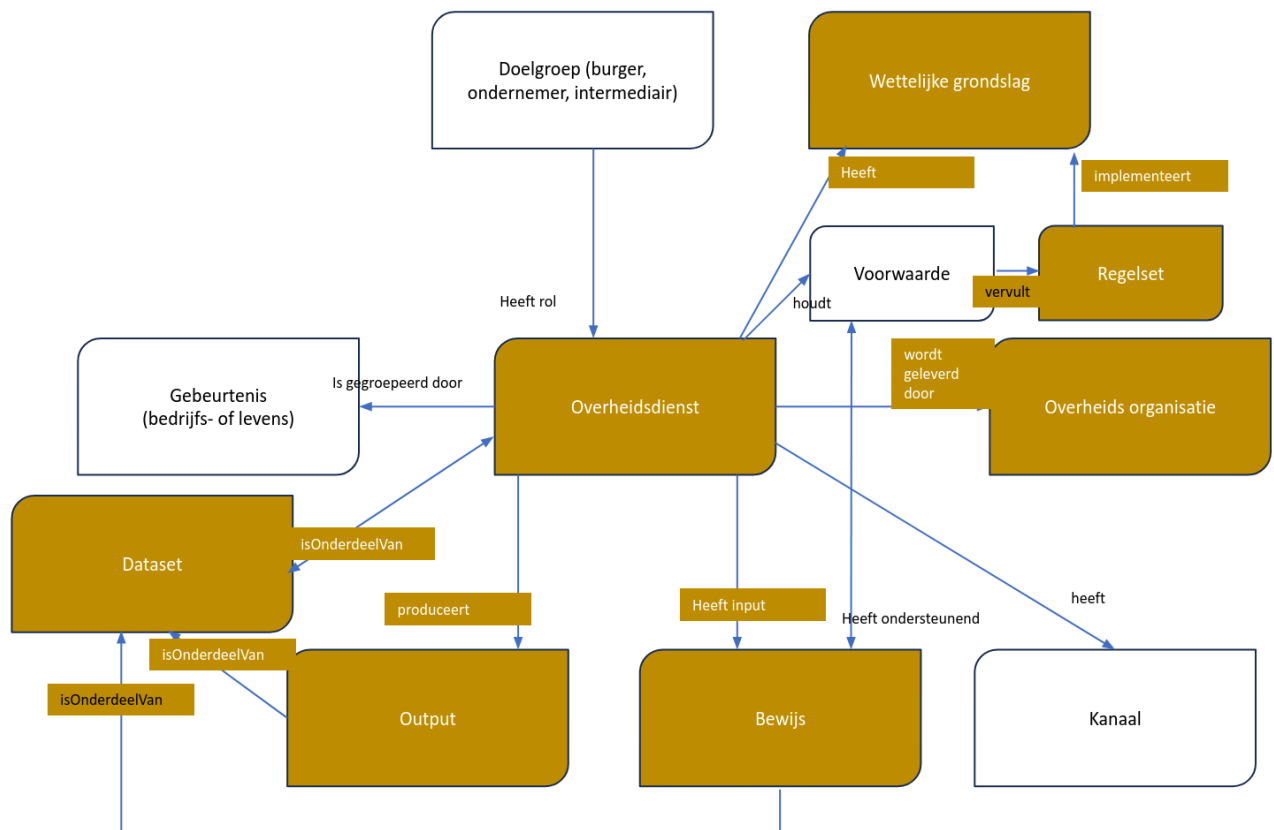 Doelgroep (burger,
ondernemer, intermediair)
Wettelijke grondslag
Heeft
implementeert
Voorwaarde
vervult
Regelset
houdt
Heeft rol
Gebeurtenis
(bedrijfs- of levens)
Is gegroepeerd door
Overheidsdienst
wordt
geleverd
door
Overheids organisatie
Dataset
isOnderdeelVan
produceert
Heeft input
Heeft ondersteunend
heeft
isOnderdeelVan
isOnderdeelVan
Output
Bewijs
Kanaal